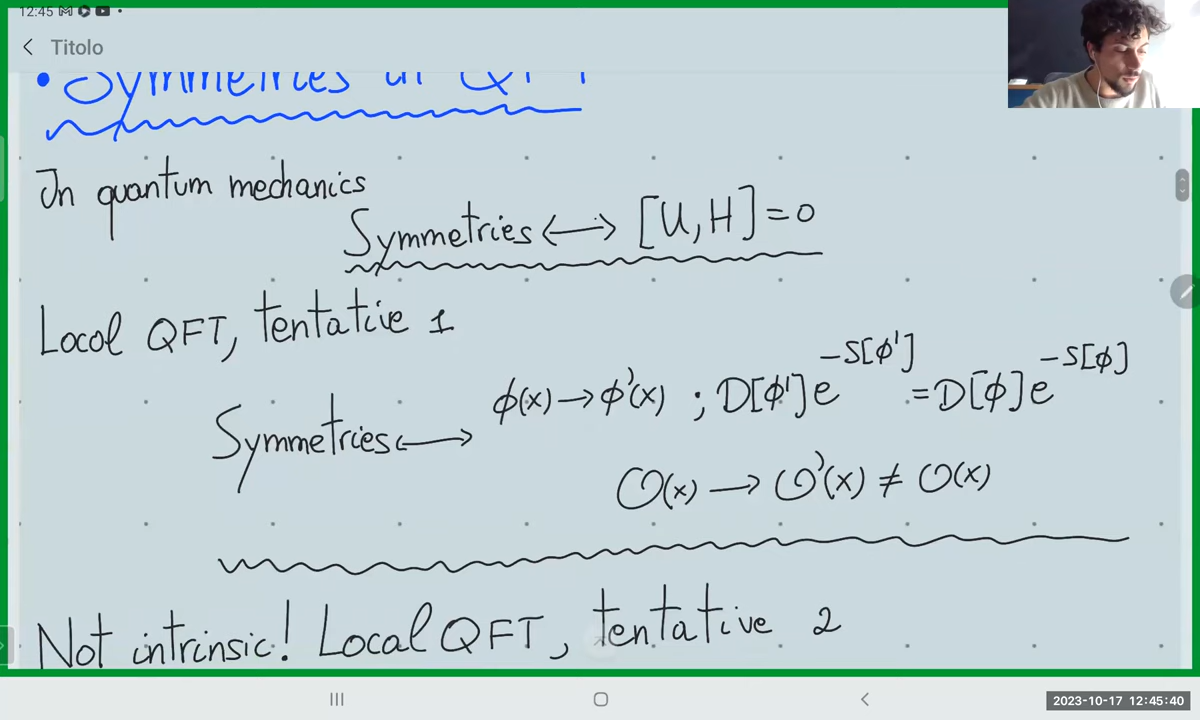 12:45
Titolo
• Symmetries in QFT
In quantum mechanics
Symmetries ⟷ [U, H] = 0
Local QFT, tentative 1
Symmetries ⟷ ϕ(x) → ϕ'(x) ; D[ϕ'] e^{-S[ϕ']} = D[ϕ] e^{-S[ϕ]}
O(x) → O'(x) ≠ O(x)
Not intrinsic! Local QFT, tentative 2
2023-10-17 12:45:40